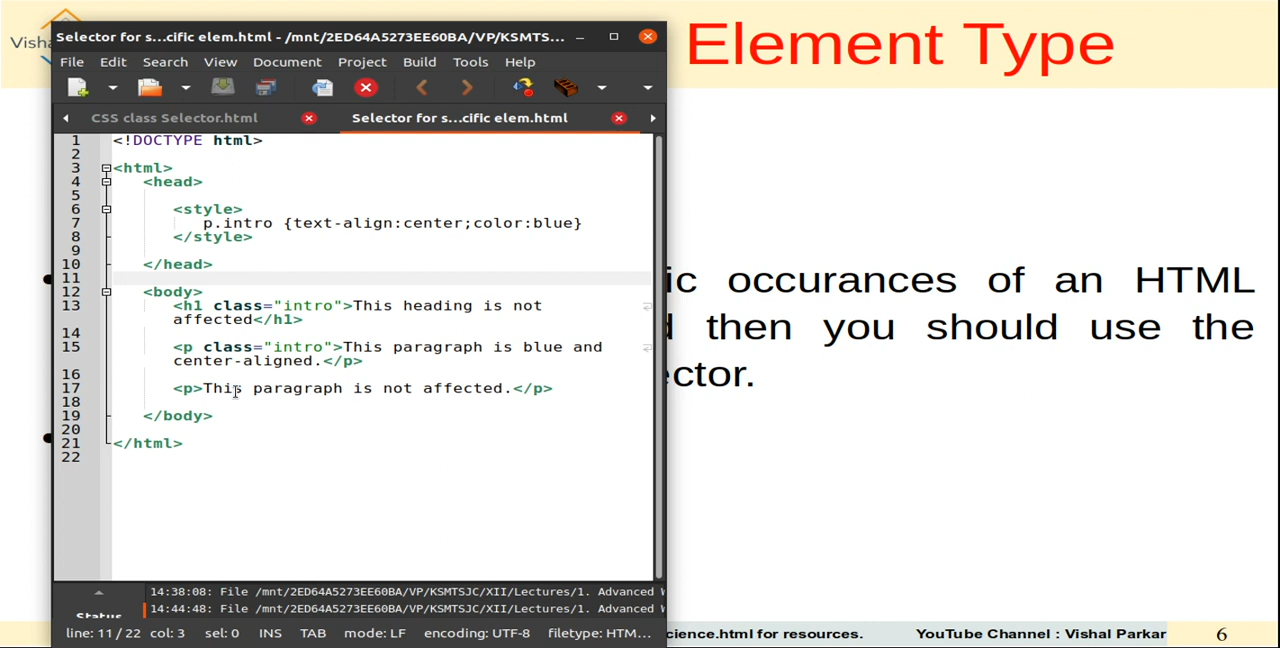 Visha
Element Type
Selector for s...cific elem.html - /mnt/2ED64A5273EE60BA/VP/KSMTS...
File Edit Search View Document Project Build Tools Help
CSS class Selector.html Selector for s...cific elem.html
1 <!DOCTYPE html>
2
3 <html>
4 <head>
5
6 <style>
7 p.intro {text-align:center;color:blue}
8 </style>
9
10 </head>
11
12 <body>
13 <h1 class="intro">This heading is not
affected</h1>
14
15 <p class="intro">This paragraph is blue and
center-aligned.</p>
16
17 <p>This paragraph is not affected.</p>
18
19 </body>
20
21 </html>
22
ic occurances of an HTML
then you should use the
ector.
Status
14:38:08: File /mnt/2ED64A5273EE60BA/VP/KSMTSJC/XII/Lectures/1. Advanced W
14:44:48: File /mnt/2ED64A5273EE60BA/VP/KSMTSJC/XII/Lectures/1. Advanced W
line: 11 / 22 col: 3 sel: 0 INS TAB mode: LF encoding: UTF-8 filetype: HTM...
cience.html for resources. YouTube Channel : Vishal Parkar 6